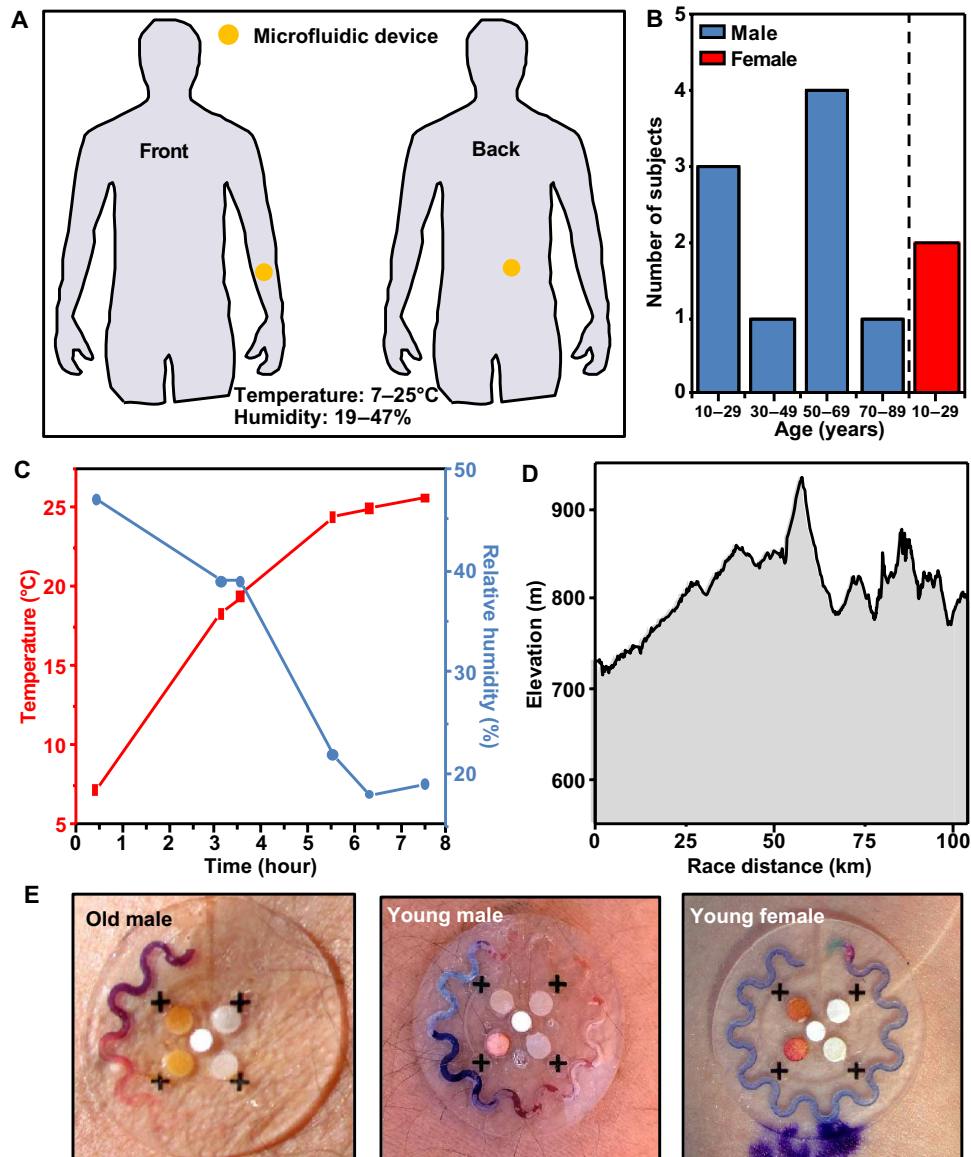 A
Microfluidic device
Front
Back
Temperature: 7–25°C
Humidity: 19–47%
B
Number of subjects
5
4
3
2
1
0
Male
Female
10–29 30–49 50–69 70–89 10–29
Age (years)
C
Temperature (°C)
25
20
15
10
5
50
40
30
20
Relative humidity (%)
0 1 2 3 4 5 6 7 8
Time (hour)
D
Elevation (m)
900
800
700
600
0 25 50 75 100
Race distance (km)
E
Old male
Young male
Young female